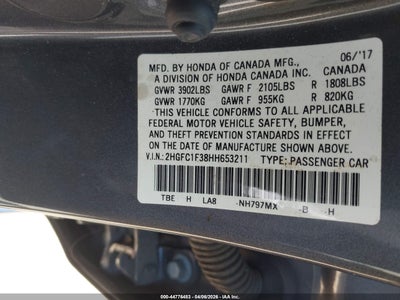 MFD. BY HONDA OF CANADA MFG., 06/'17
A DIVISION OF HONDA CANADA INC. CANADA
GVWR 3902LBS GAWR F 2105LBS R 1808LBS
GVWR 1770KG GAWR F 955KG R 820KG
THIS VEHICLE CONFORMS TO ALL APPLICABLE
FEDERAL MOTOR VEHICLE SAFETY, BUMPER,
AND THEFT PREVENTION STANDARDS IN EFFECT
ON THE DATE OF MANUFACTURE SHOWN ABOVE.
V.I.N.: 2HGFC1F38HH653211 TYPE: PASSENGER CAR
TBE H LA8 -NH797MX -B -H
000-44776483 - 04/06/2026 - IAA Inc.